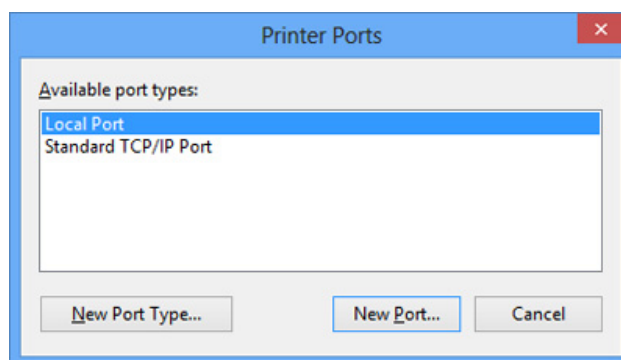 Printer Ports
Available port types:
Local Port
Standard TCP/IP Port
New Port Type... New Port... Cancel